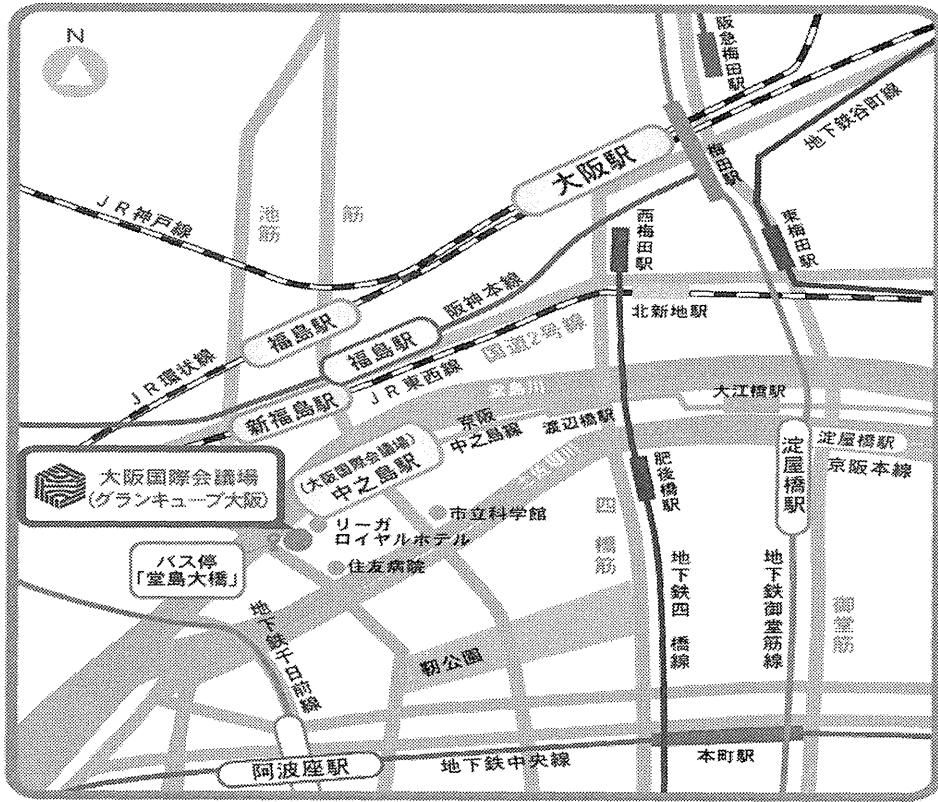 N
阪急梅田駅
地下鉄谷町線
大阪駅
梅田駅
JR神戸線
池筋
筋
西梅田駅
東梅田駅
阪神本線
北新地駅
福島駅
福島駅
国道2号線
JR環状線
JR東西線
新福島駅
大江橋駅
京阪
中之島線
渡辺橋駅
(大阪国際会議場)
中之島駅
淀屋橋駅
淀屋橋駅
京阪本線
大阪国際会議場
(グランキューブ大阪)
肥後橋駅
市立科学館
四
橋筋
リーガ
ロイヤルホテル
住友病院
バス停
「堂島大橋」
地下鉄四 橋線
地下鉄御堂筋線
御堂筋
地下鉄千日前線
靭公園
阿波座駅
地下鉄中央線
本町駅